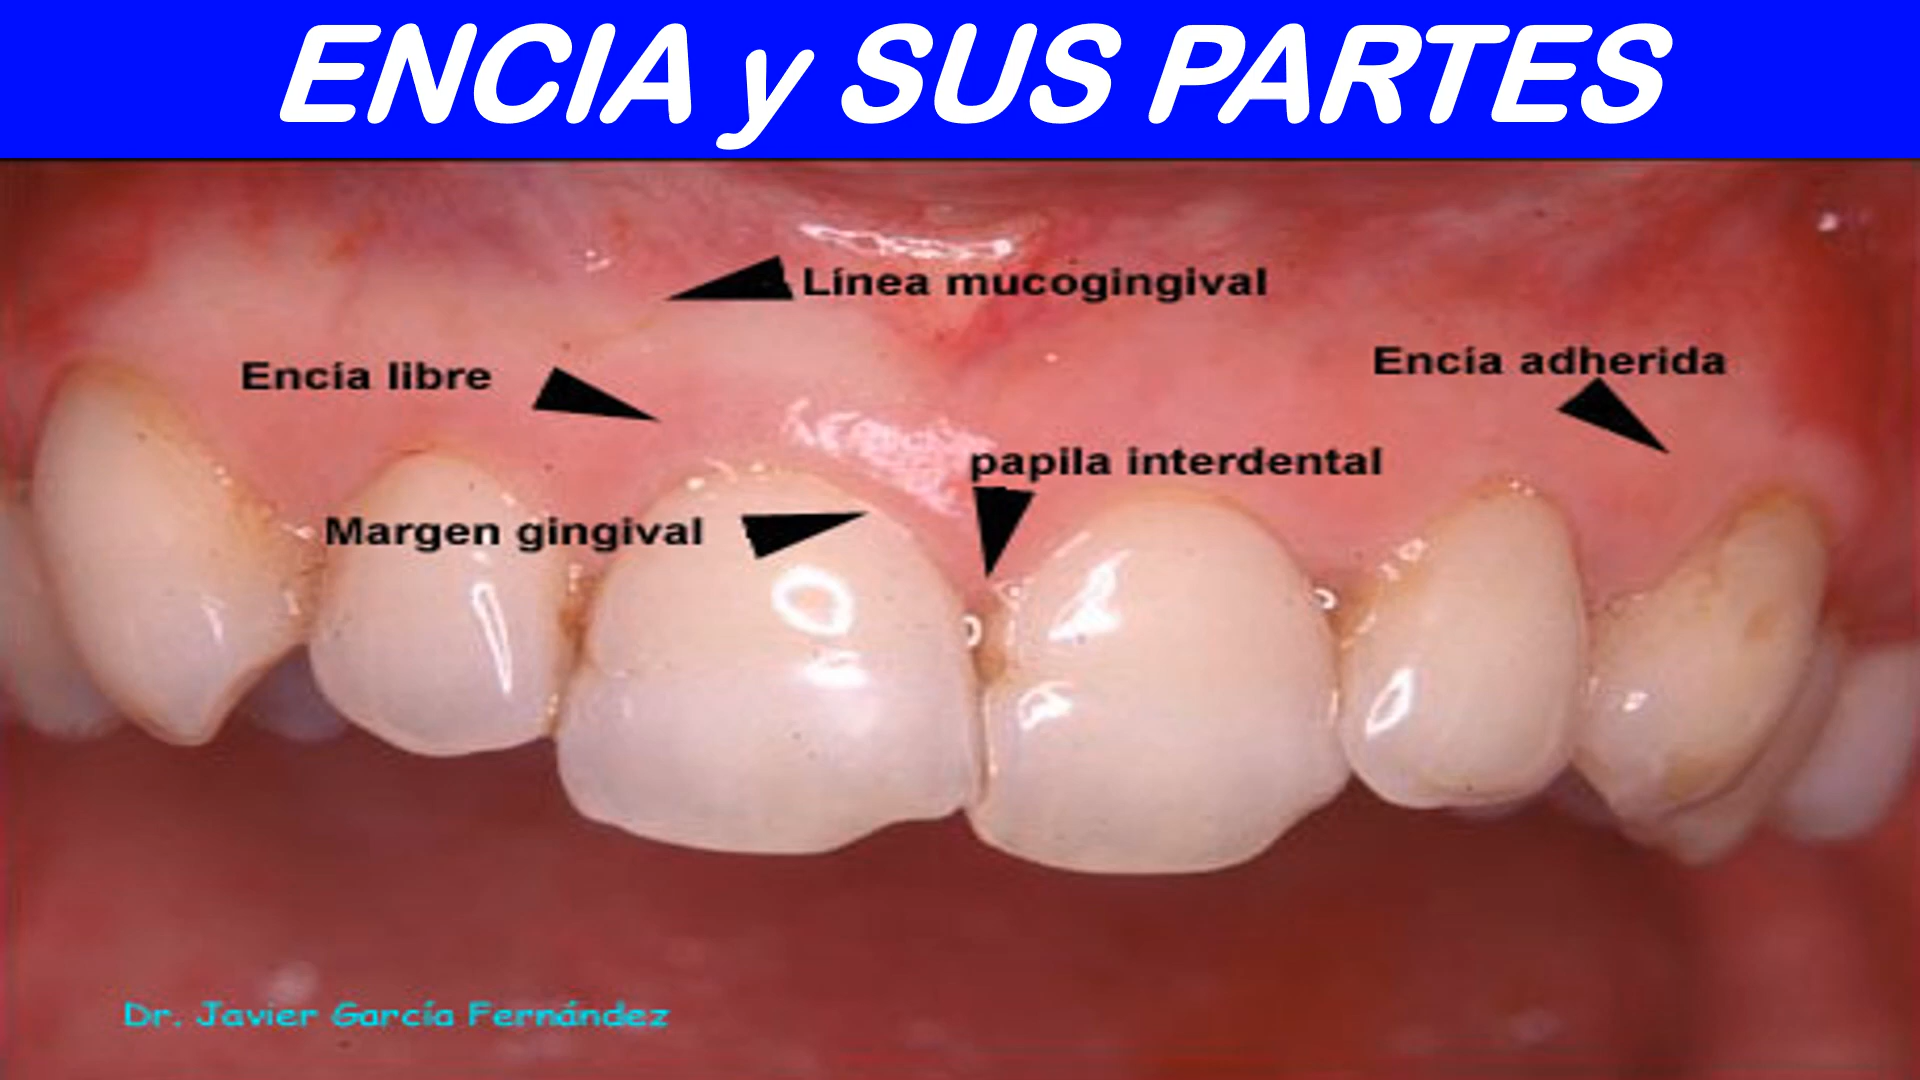 ENCIA y SUS PARTES
Línea mucogingival
Encía adherida
Encía libre
papila interdental
Margen gingival
Dr. Javier García Fernández